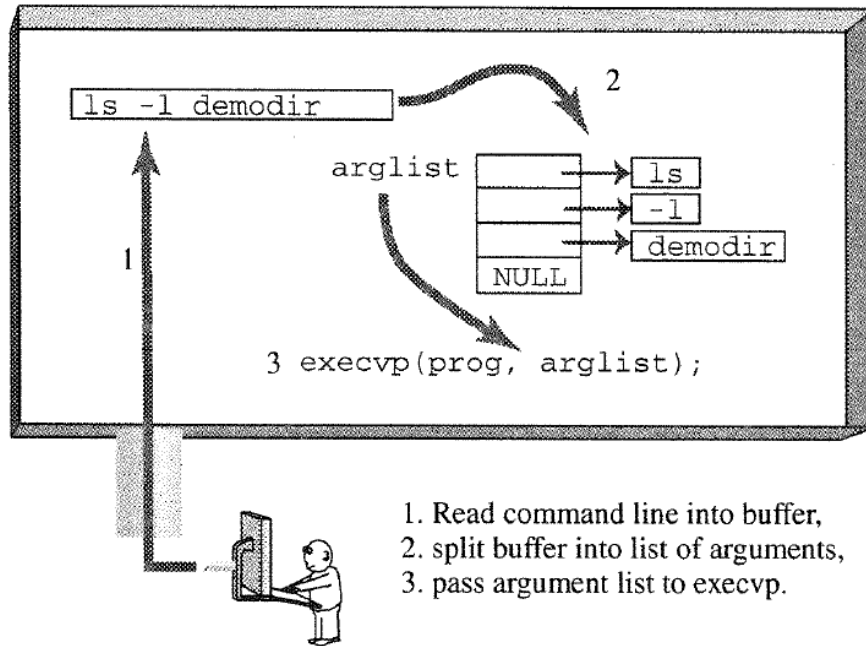 2
ls -l demodir
arglist
ls
-l
demodir
NULL
1
3 execvp(prog, arglist);
1. Read command line into buffer,
2. split buffer into list of arguments,
3. pass argument list to execvp.